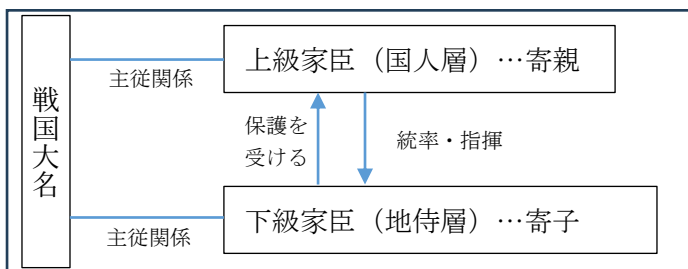 戦国大名
主従関係
上級家臣（国人層）…寄親
保護を
受ける
統率・指揮
主従関係
下級家臣（地侍層）…寄子